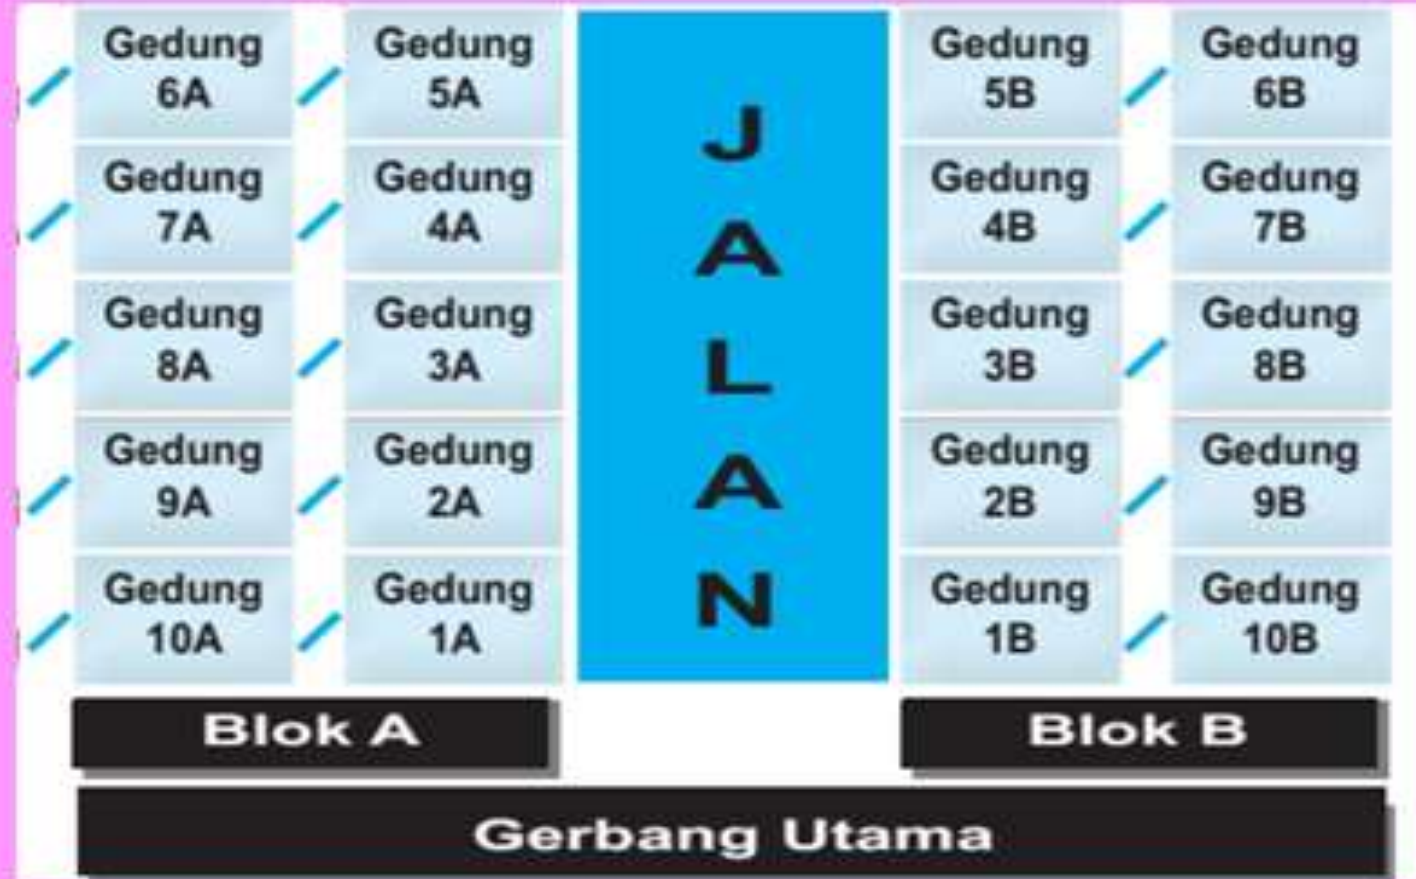 Gedung
6A
Gedung
5A
Gedung
5B
Gedung
6B
Gedung
7A
Gedung
4A
Gedung
4B
Gedung
7B
Gedung
8A
Gedung
3A
Gedung
3B
Gedung
8B
Gedung
9A
Gedung
2A
Gedung
2B
Gedung
9B
Gedung
10A
Gedung
1A
Gedung
1B
Gedung
10B
J
A
L
A
N
Blok A
Blok B
Gerbang Utama